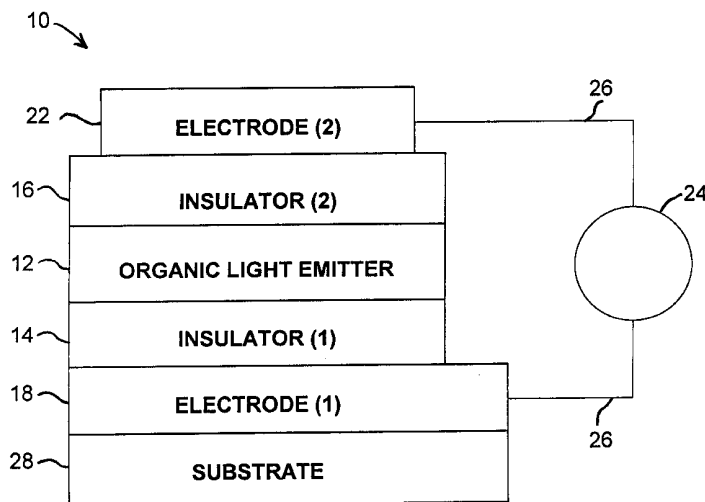 10
22
ELECTRODE (2)
26
16
INSULATOR (2)
24
12
ORGANIC LIGHT EMITTER
14
INSULATOR (1)
18
ELECTRODE (1)
26
28
SUBSTRATE